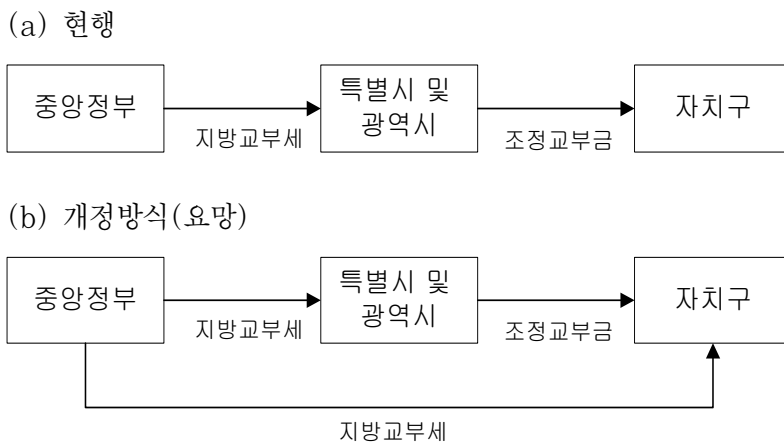 (a) 현행
중앙정부
특별시 및
광역시
자치구
지방교부세
조정교부금
(b) 개정방식(요망)
중앙정부
특별시 및
광역시
자치구
지방교부세
조정교부금
지방교부세